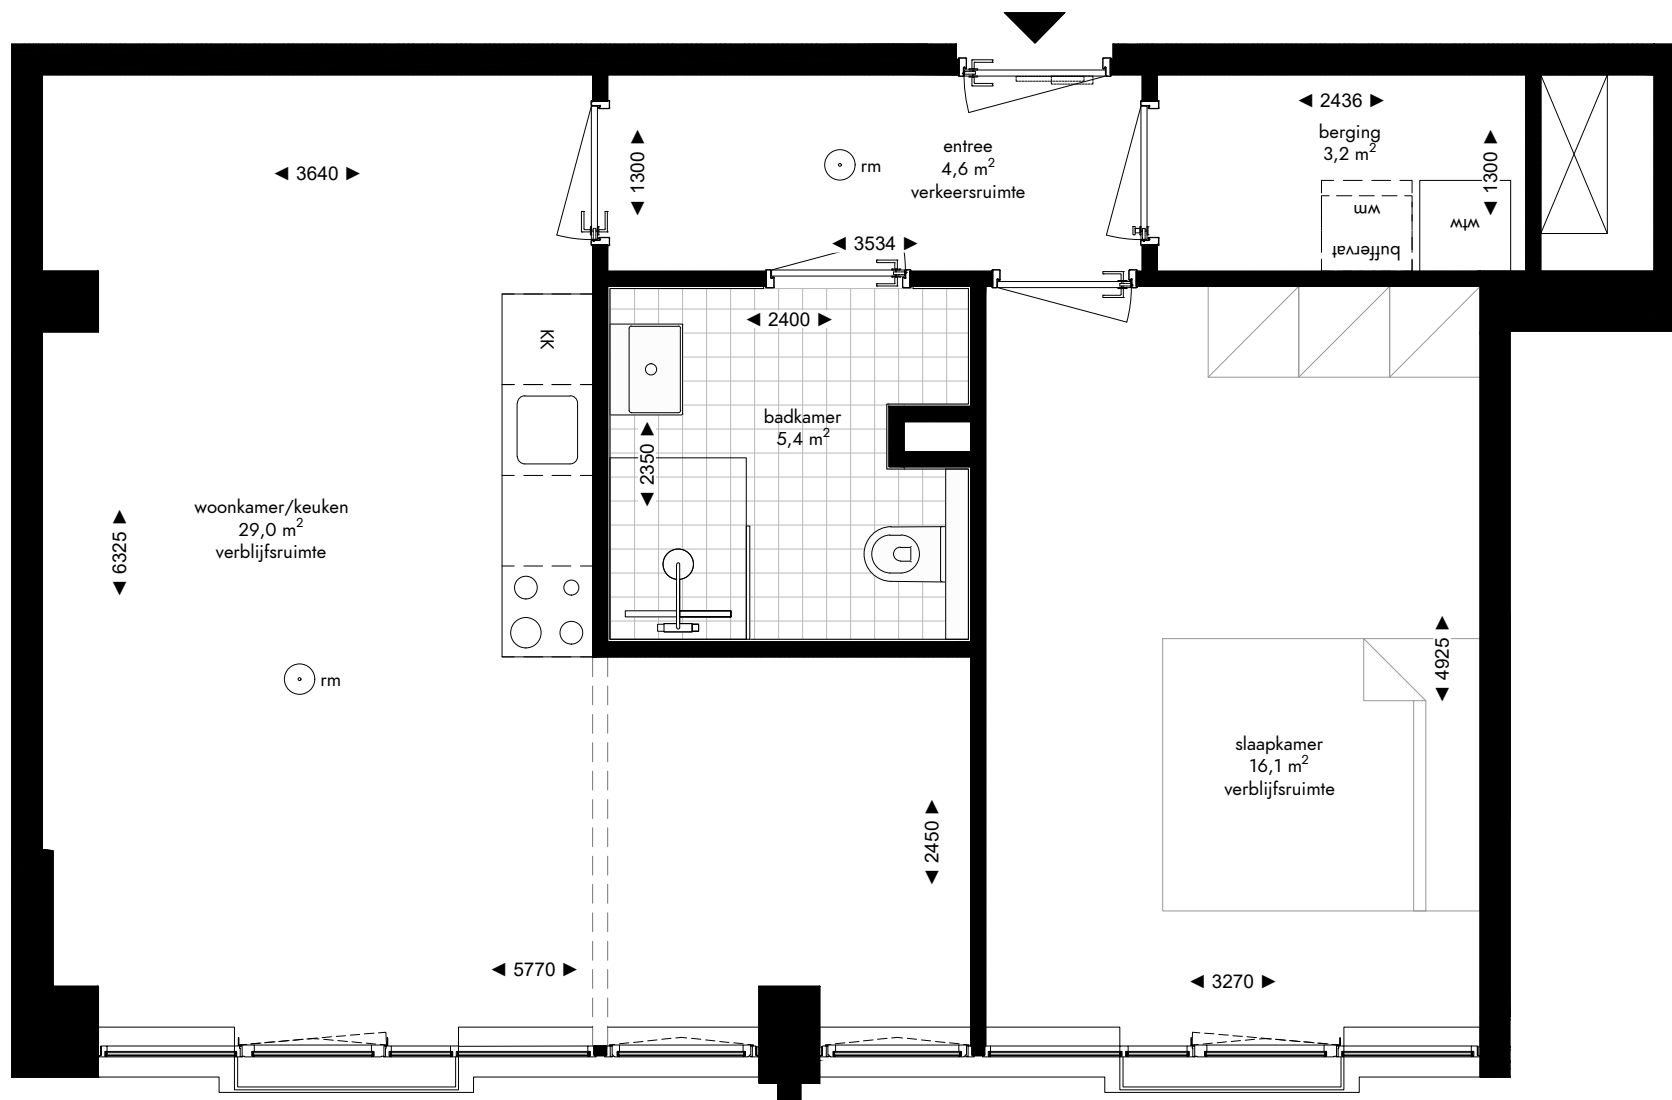 2436
berging
3,2 m²
1300
wm
buffervat
wtw
3640
1300
rm
entree
4,6 m²
verkeersruimte
3534
2400
KK
badkamer
5,4 m²
2350
woonkamer/keuken
29,0 m²
verblijfsruimte
6325
rm
4925
slaapkamer
16,1 m²
verblijfsruimte
2450
5770
3270